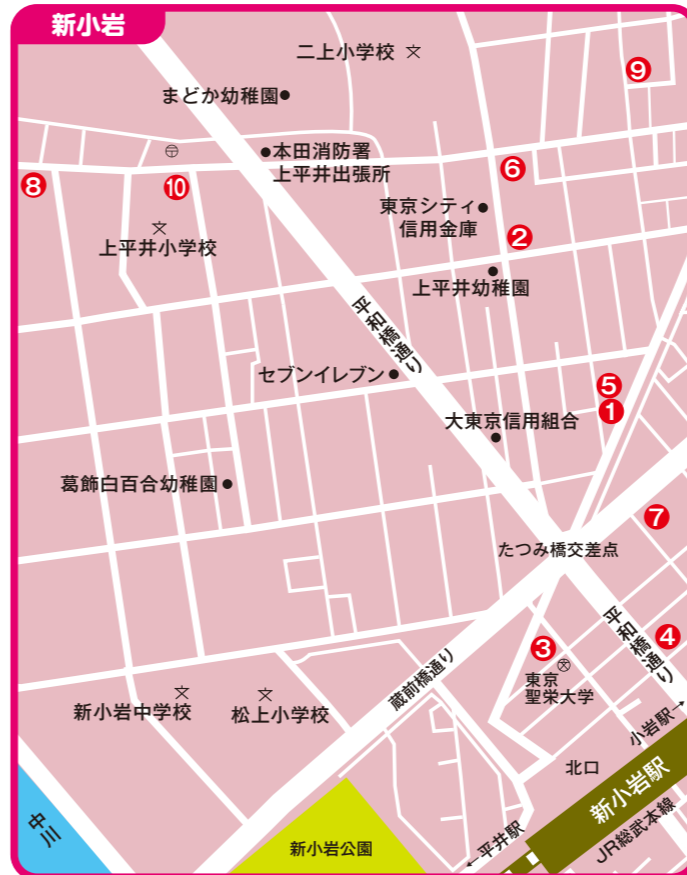 新小岩
二上小学校 文
まどか幼稚園
9
本田消防署
上平井出張所
6
8
10
東京シティ
信用金庫
文
上平井小学校
2
上平井幼稚園
平和橋通り
セブンイレブン
5
1
大東京信用組合
葛飾白百合幼稚園
7
たつみ橋交差点
3
平和橋通り
4
大
東京
聖栄大学
蔵前橋通り
文
新小岩中学校
文
松上小学校
小岩駅→
北口
新小岩駅
中川
新小岩公園
←平井駅
JR総武本線